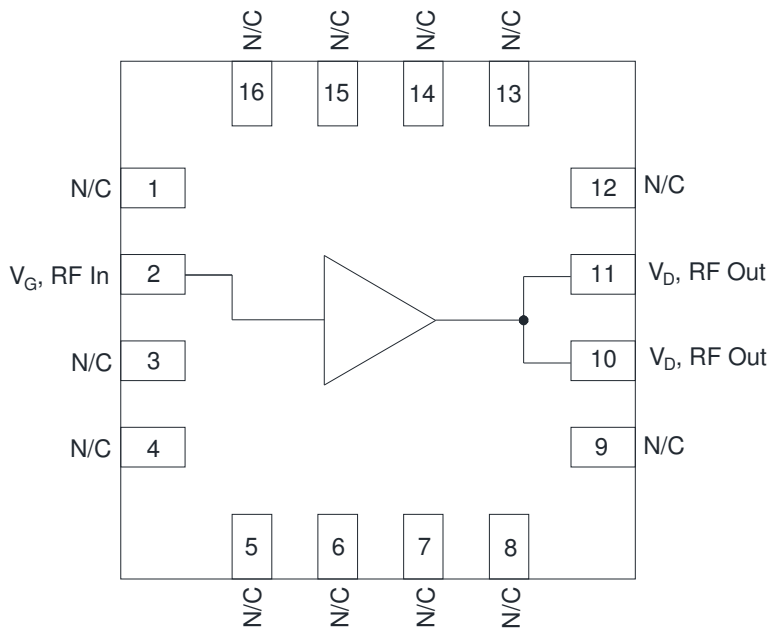 N/C N/C N/C N/C
16 15 14 13
N/C 1 12 N/C
V_G, RF In 2 11 V_D, RF Out
N/C 3 10 V_D, RF Out
N/C 4 9 N/C
5 6 7 8
N/C N/C N/C N/C